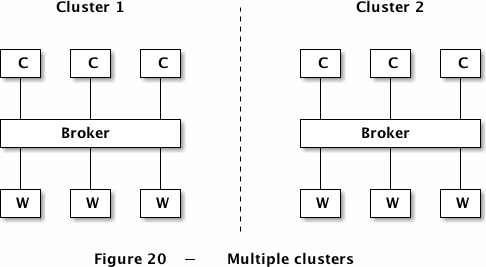 Cluster 1 Cluster 2
C C C C C C
Broker Broker
W W W W W W
Figure 20 — Multiple clusters